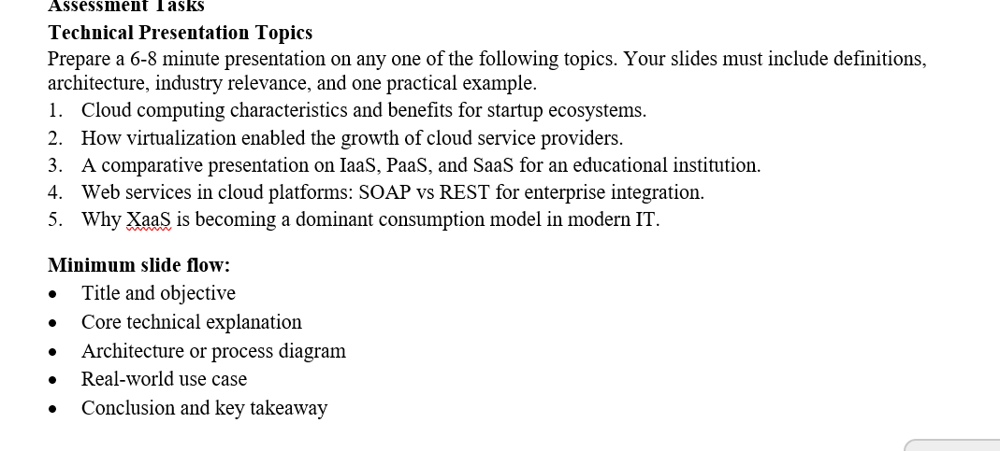 Assessment Tasks
Technical Presentation Topics
Prepare a 6-8 minute presentation on any one of the following topics. Your slides must include definitions,
architecture, industry relevance, and one practical example.
1. Cloud computing characteristics and benefits for startup ecosystems.
2. How virtualization enabled the growth of cloud service providers.
3. A comparative presentation on IaaS, PaaS, and SaaS for an educational institution.
4. Web services in cloud platforms: SOAP vs REST for enterprise integration.
5. Why XaaS is becoming a dominant consumption model in modern IT.
Minimum slide flow:
• Title and objective
• Core technical explanation
• Architecture or process diagram
• Real-world use case
• Conclusion and key takeaway